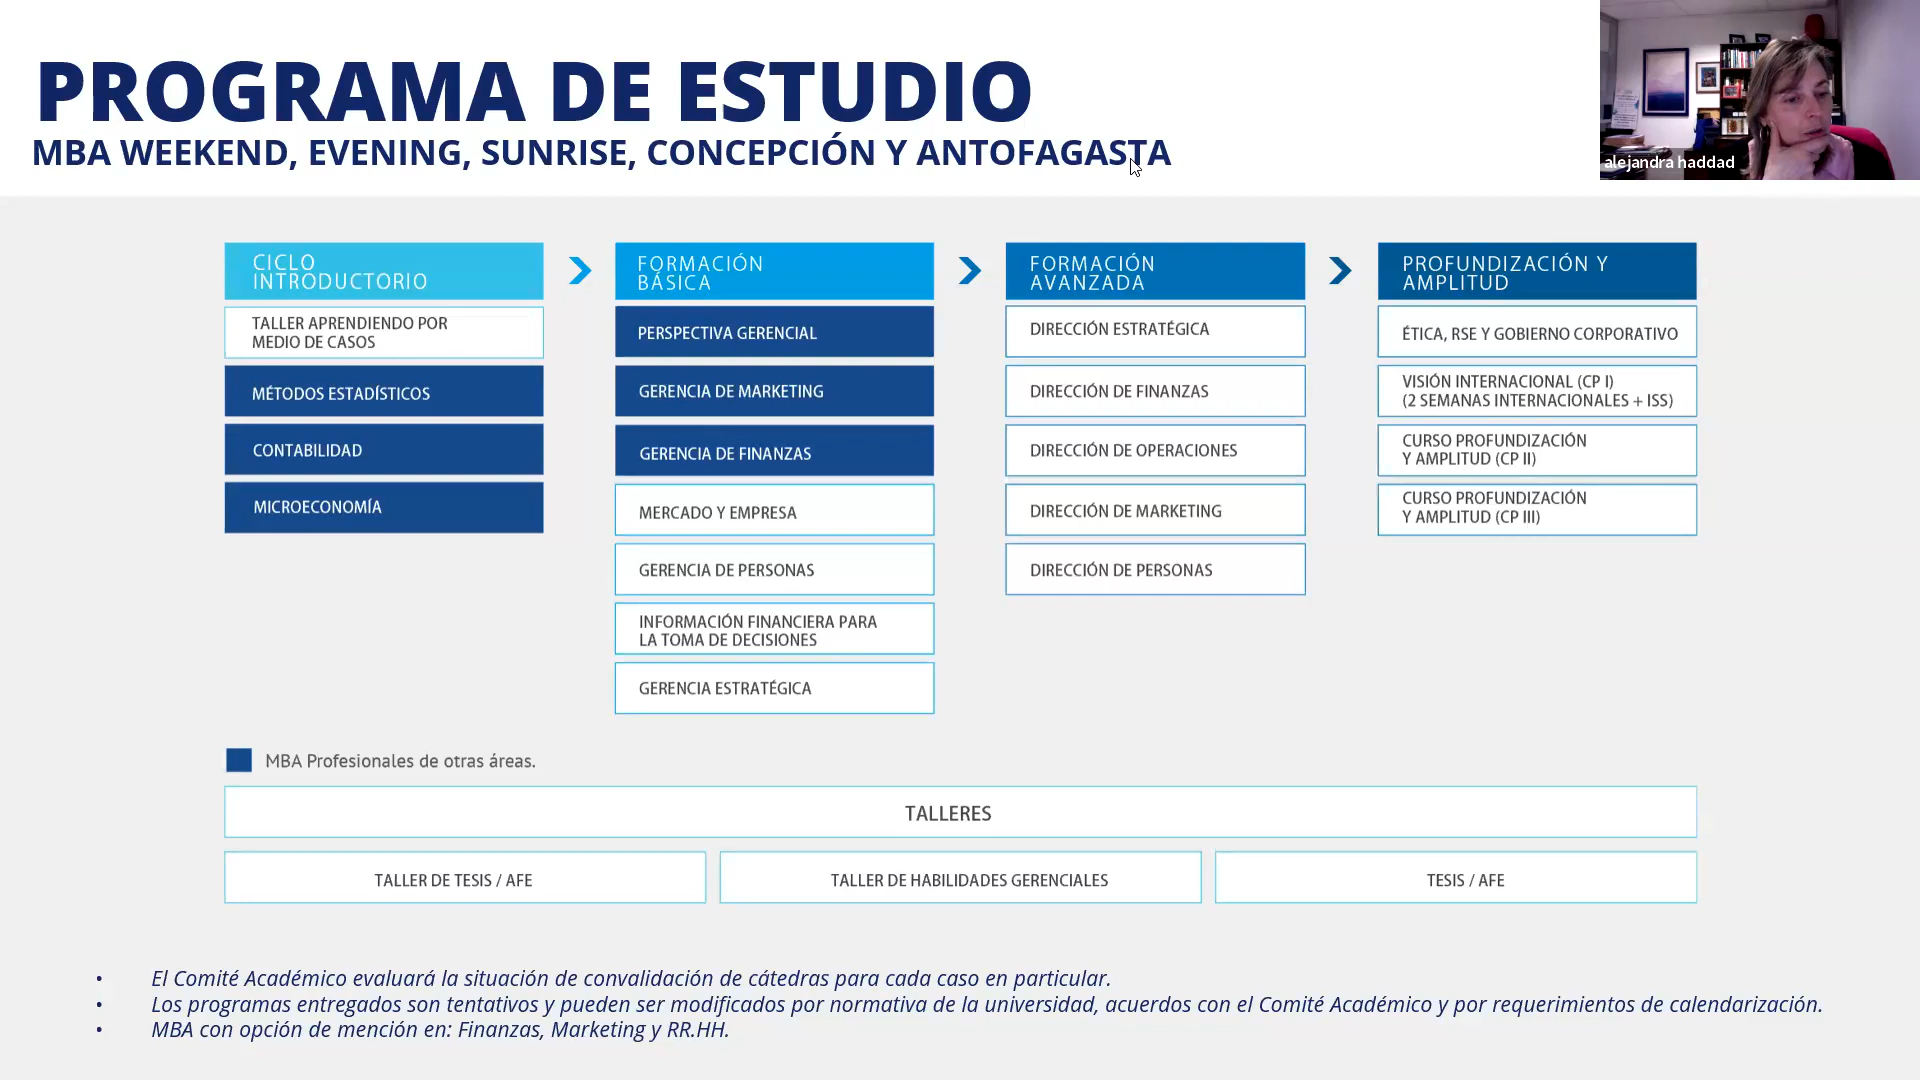 PROGRAMA DE ESTUDIO
MBA WEEKEND, EVENING, SUNRISE, CONCEPCIÓN Y ANTOFAGASTA
alejandra haddad
CICLO
INTRODUCTORIO
TALLER APRENDIENDO POR
MEDIO DE CASOS
MÉTODOS ESTADÍSTICOS
CONTABILIDAD
MICROECONOMÍA
FORMACIÓN
BÁSICA
PERSPECTIVA GERENCIAL
GERENCIA DE MARKETING
GERENCIA DE FINANZAS
MERCADO Y EMPRESA
GERENCIA DE PERSONAS
INFORMACIÓN FINANCIERA PARA
LA TOMA DE DECISIONES
GERENCIA ESTRATÉGICA
FORMACIÓN
AVANZADA
DIRECCIÓN ESTRATÉGICA
DIRECCIÓN DE FINANZAS
DIRECCIÓN DE OPERACIONES
DIRECCIÓN DE MARKETING
DIRECCIÓN DE PERSONAS
PROFUNDIZACIÓN Y
AMPLITUD
ÉTICA, RSE Y GOBIERNO CORPORATIVO
VISIÓN INTERNACIONAL (CP I)
(2 SEMANAS INTERNACIONALES + ISS)
CURSO PROFUNDIZACIÓN
Y AMPLITUD (CP II)
CURSO PROFUNDIZACIÓN
Y AMPLITUD (CP III)
MBA Profesionales de otras áreas.
TALLERES
TALLER DE TESIS / AFE
TALLER DE HABILIDADES GERENCIALES
TESIS / AFE
• El Comité Académico evaluará la situación de convalidación de cátedras para cada caso en particular.
• Los programas entregados son tentativos y pueden ser modificados por normativa de la universidad, acuerdos con el Comité Académico y por requerimientos de calendarización.
• MBA con opción de mención en: Finanzas, Marketing y RR.HH.